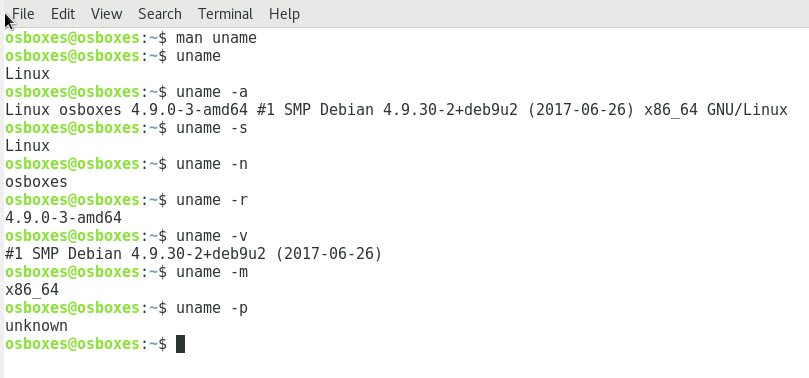 File Edit View Search Terminal Help
osboxes@osboxes:~$ man uname
osboxes@osboxes:~$ uname
Linux
osboxes@osboxes:~$ uname -a
Linux osboxes 4.9.0-3-amd64 #1 SMP Debian 4.9.30-2+deb9u2 (2017-06-26) x86_64 GNU/Linux
osboxes@osboxes:~$ uname -s
Linux
osboxes@osboxes:~$ uname -n
osboxes
osboxes@osboxes:~$ uname -r
4.9.0-3-amd64
osboxes@osboxes:~$ uname -v
#1 SMP Debian 4.9.30-2+deb9u2 (2017-06-26)
osboxes@osboxes:~$ uname -m
x86_64
osboxes@osboxes:~$ uname -p
unknown
osboxes@osboxes:~$